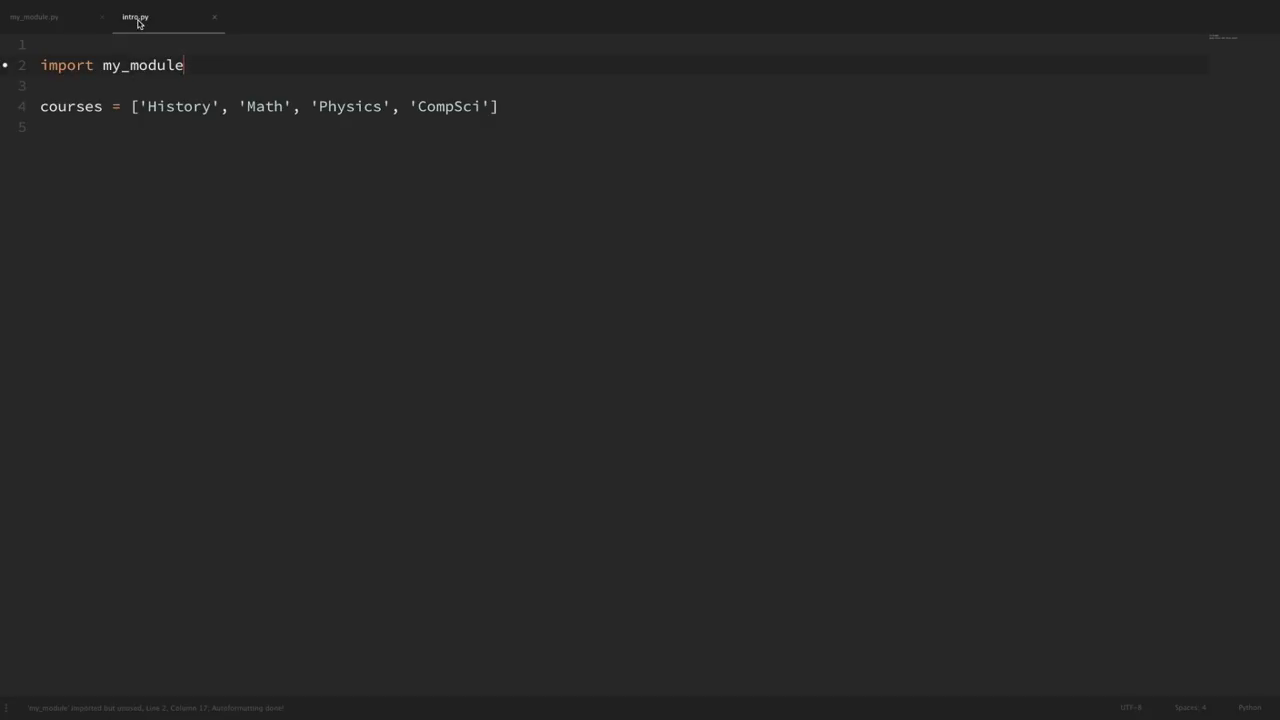 my_module.py
intro.py
1
2 import my_module
3
4 courses = ['History', 'Math', 'Physics', 'CompSci']
5
'my_module' imported but unused, Line 2, Column 17; Autoformatting done!
UTF-8
Spaces: 4
Python